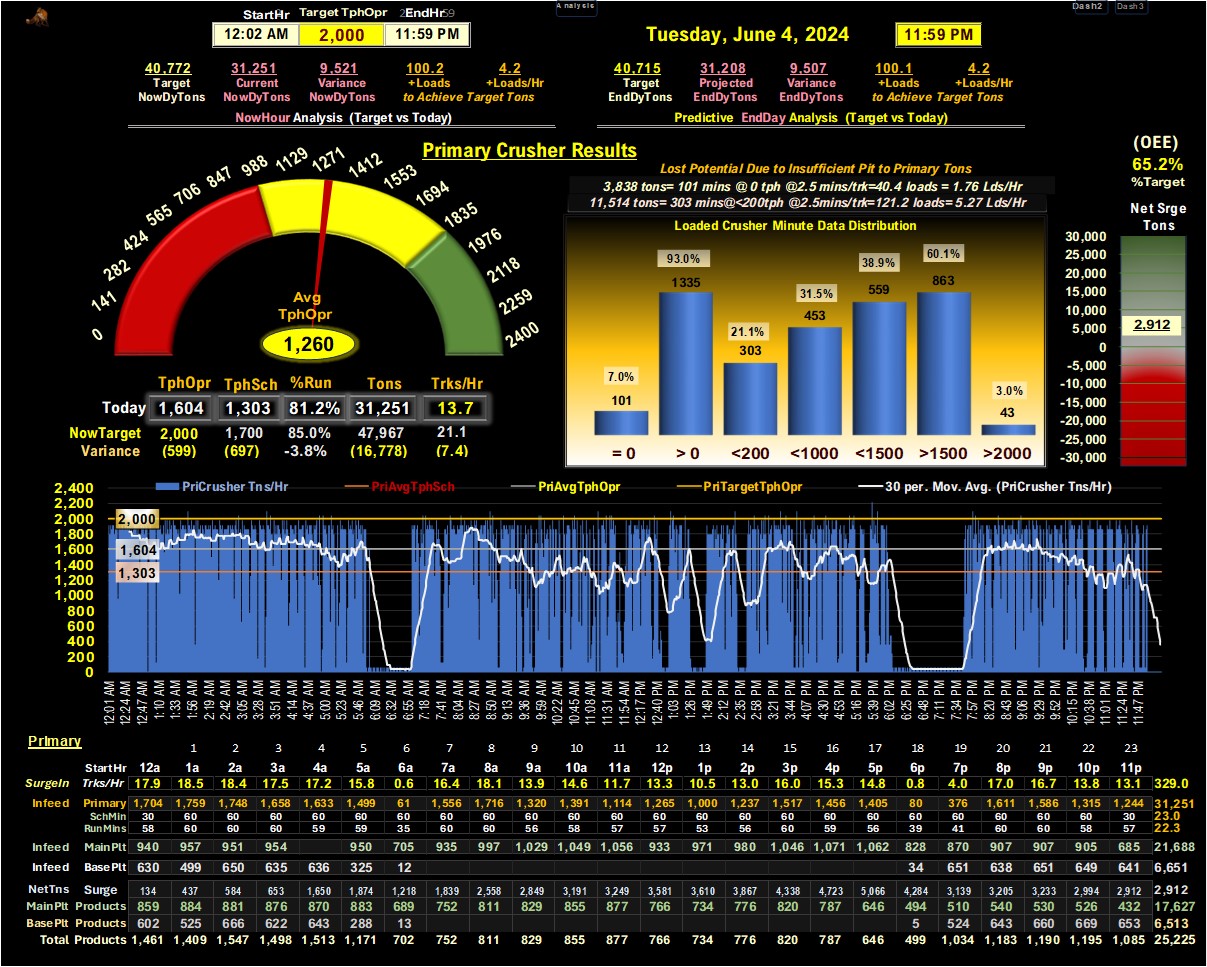 Analysis
Dash2 Dash3
StartHr Target TphOpr EndHr
12:02 AM 2,000 11:59 PM
Tuesday, June 4, 2024 11:59 PM
40,772 31,251 9,521 100.2 4.2
Target Current Variance +Loads +Loads/Hr
NowDyTons NowDyTons NowDyTons to Achieve Target Tons
NowHour Analysis (Target vs Today)
40,715 31,208 9,507 100.1 4.2
Target Projected Variance +Loads +Loads/Hr
EndDyTons EndDyTons EndDyTons to Achieve Target Tons
Predictive EndDay Analysis (Target vs Today)
Primary Crusher Results
(OEE)
65.2%
%Target
Lost Potential Due to Insufficient Pit to Primary Tons
3,838 tons= 101 mins @ 0 tph @2.5 mins/trk=40.4 loads = 1.76 Lds/Hr
11,514 tons= 303 mins@<200tph @2.5mins/trk=121.2 loads= 5.27 Lds/Hr
0 141 282 424 565 706 847 988 1129 1271 1412 1553 1694 1835 1976 2118 2259 2400
Avg
TphOpr
1,260
Loaded Crusher Minute Data Distribution
7.0% 93.0% 21.1% 31.5% 38.9% 60.1% 3.0%
101 1335 303 453 559 863 43
= 0 > 0 <200 <1000 <1500 >1500 >2000
Net Srge
Tons
30,000
25,000
20,000
15,000
10,000
5,000
0
-5,000
-10,000
-15,000
-20,000
-25,000
-30,000
2,912
TphOpr TphSch %Run Tons Trks/Hr
Today 1,604 1,303 81.2% 31,251 13.7
NowTarget 2,000 1,700 85.0% 47,967 21.1
Variance (599) (697) -3.8% (16,778) (7.4)
PriCrusher Tns/Hr PriAvgTphSch PriAvgTphOpr PriTargetTphOpr 30 per. Mov. Avg. (PriCrusher Tns/Hr)
2,400
2,200
2,000
1,800
1,600
1,400
1,200
1,000
800
600
400
200
0
2,000
1,604
1,303
12:01 AM 12:24 AM 12:47 AM 1:10 AM 1:33 AM 1:56 AM 2:19 AM 2:42 AM 3:05 AM 3:28 AM 3:51 AM 4:14 AM 4:37 AM 5:00 AM 5:23 AM 5:46 AM 6:09 AM 6:32 AM 6:55 AM 7:18 AM 7:41 AM 8:04 AM 8:27 AM 8:50 AM 9:13 AM 9:36 AM 9:59 AM 10:22 AM 10:45 AM 11:08 AM 11:31 AM 11:54 AM 12:17 PM 12:40 PM 1:03 PM 1:26 PM 1:49 PM 2:12 PM 2:35 PM 2:58 PM 3:21 PM 3:44 PM 4:07 PM 4:30 PM 4:53 PM 5:16 PM 5:39 PM 6:02 PM 6:25 PM 6:48 PM 7:11 PM 7:34 PM 7:57 PM 8:20 PM 8:43 PM 9:06 PM 9:29 PM 9:52 PM 10:15 PM 10:38 PM 11:01 PM 11:24 PM 11:47 PM
Primary
1 2 3 4 5 6 7 8 9 10 11 12 13 14 15 16 17 18 19 20 21 22 23
StartHr 12a 1a 2a 3a 4a 5a 6a 7a 8a 9a 10a 11a 12p 1p 2p 3p 4p 5p 6p 7p 8p 9p 10p 11p
SurgeIn Trks/Hr 17.9 18.5 18.4 17.5 17.2 15.8 0.6 16.4 18.1 13.9 14.6 11.7 13.3 10.5 13.0 16.0 15.3 14.8 0.8 4.0 17.0 16.7 13.8 13.1 329.0
Infeed Primary 1,704 1,759 1,748 1,658 1,633 1,499 61 1,556 1,716 1,320 1,391 1,114 1,265 1,000 1,237 1,517 1,456 1,405 80 376 1,611 1,586 1,315 1,244 31,251
SchMin 30 60 60 60 60 60 60 60 60 60 60 60 60 60 60 60 60 60 60 60 60 60 60 30 23.0
RunMins 58 60 60 60 59 59 35 60 60 56 58 57 57 53 56 60 59 56 39 41 60 60 58 57 22.3
Infeed MainPlt 940 957 951 954 950 705 935 997 1,029 1,049 1,056 933 971 980 1,046 1,071 1,062 828 870 907 907 905 685 21,688
Infeed BasePlt 630 499 650 635 636 325 12 34 651 638 651 649 641 6,651
NetTns Surge 134 437 584 653 1,650 1,874 1,218 1,839 2,558 2,849 3,191 3,249 3,581 3,610 3,867 4,338 4,723 5,066 4,284 3,139 3,205 3,233 2,994 2,912 2,912
MainPlt Products 859 884 881 876 870 883 689 752 811 829 855 877 766 734 776 820 787 646 494 510 540 530 526 432 17,627
BasePlt Products 602 525 666 622 643 288 13 5 524 643 660 669 653 6,513
Total Products 1,461 1,409 1,547 1,498 1,513 1,171 702 752 811 829 855 877 766 734 776 820 787 646 499 1,034 1,183 1,190 1,195 1,085 25,225